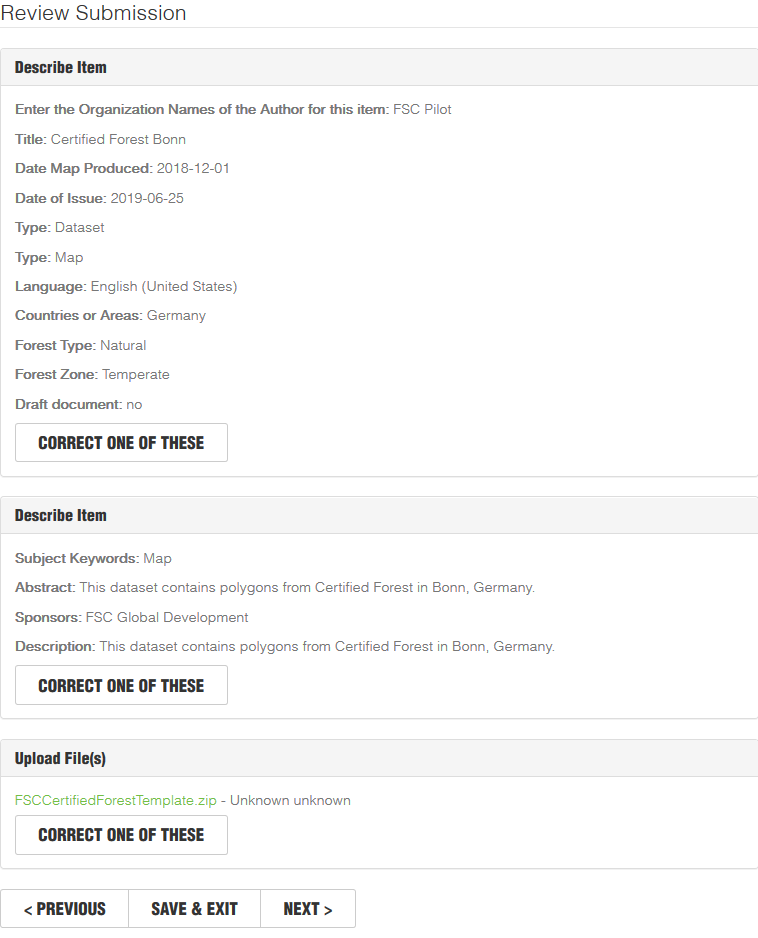 Review Submission
Describe Item
Enter the Organization Names of the Author for this item: FSC Pilot
Title: Certified Forest Bonn
Date Map Produced: 2018-12-01
Date of Issue: 2019-06-25
Type: Dataset
Type: Map
Language: English (United States)
Countries or Areas: Germany
Forest Type: Natural
Forest Zone: Temperate
Draft document: no
CORRECT ONE OF THESE
Describe Item
Subject Keywords: Map
Abstract: This dataset contains polygons from Certified Forest in Bonn, Germany.
Sponsors: FSC Global Development
Description: This dataset contains polygons from Certified Forest in Bonn, Germany.
CORRECT ONE OF THESE
Upload File(s)
FSCCertifiedForestTemplate.zip - Unknown unknown
CORRECT ONE OF THESE
< PREVIOUS SAVE & EXIT NEXT >